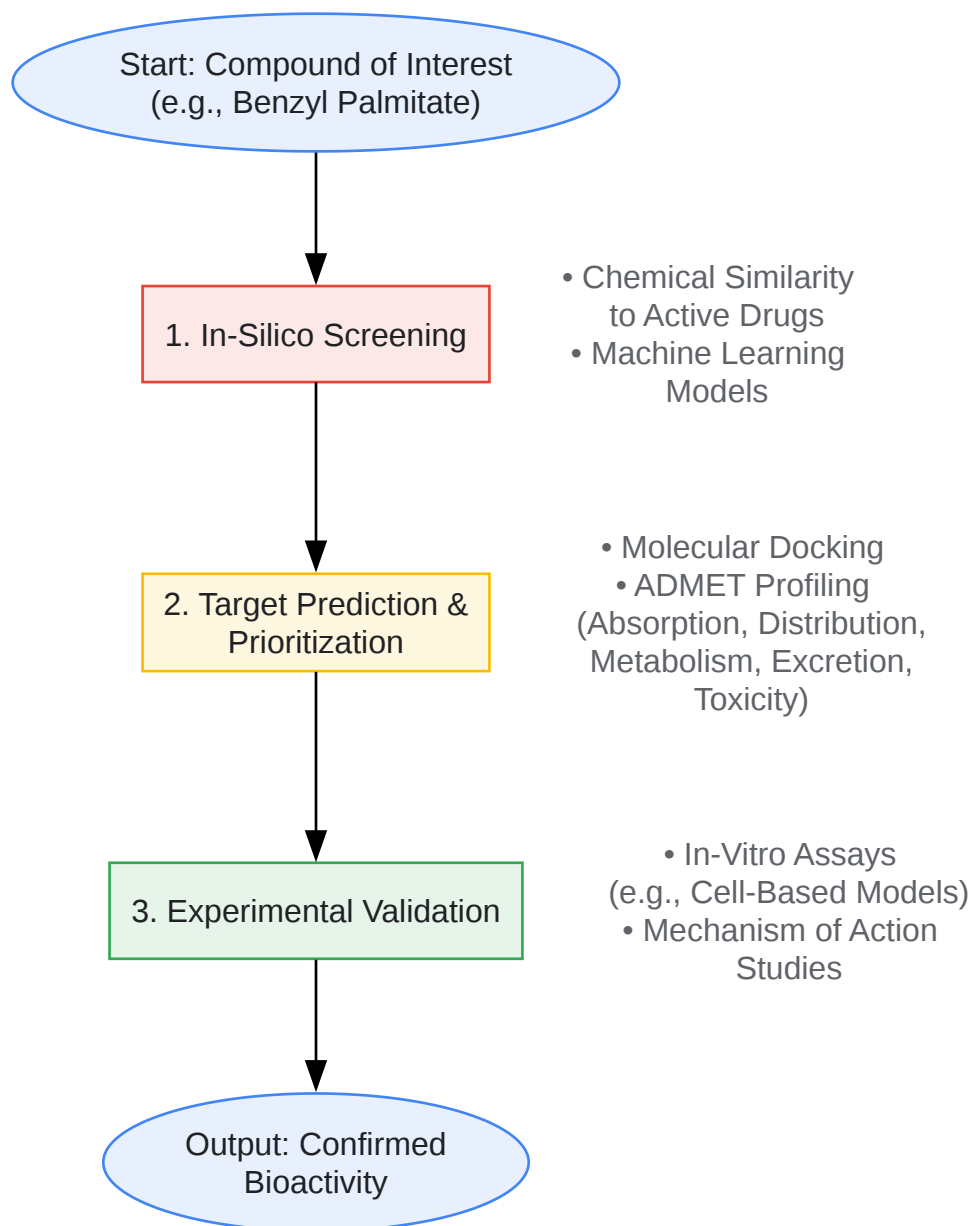 Start: Compound of Interest
(e.g., Benzyl Palmitate)
1. In-Silico Screening
• Chemical Similarity
to Active Drugs
• Machine Learning
Models
2. Target Prediction &
Prioritization
• Molecular Docking
• ADMET Profiling
(Absorption, Distribution,
Metabolism, Excretion,
Toxicity)
3. Experimental Validation
• In-Vitro Assays
(e.g., Cell-Based Models)
• Mechanism of Action
Studies
Output: Confirmed
Bioactivity